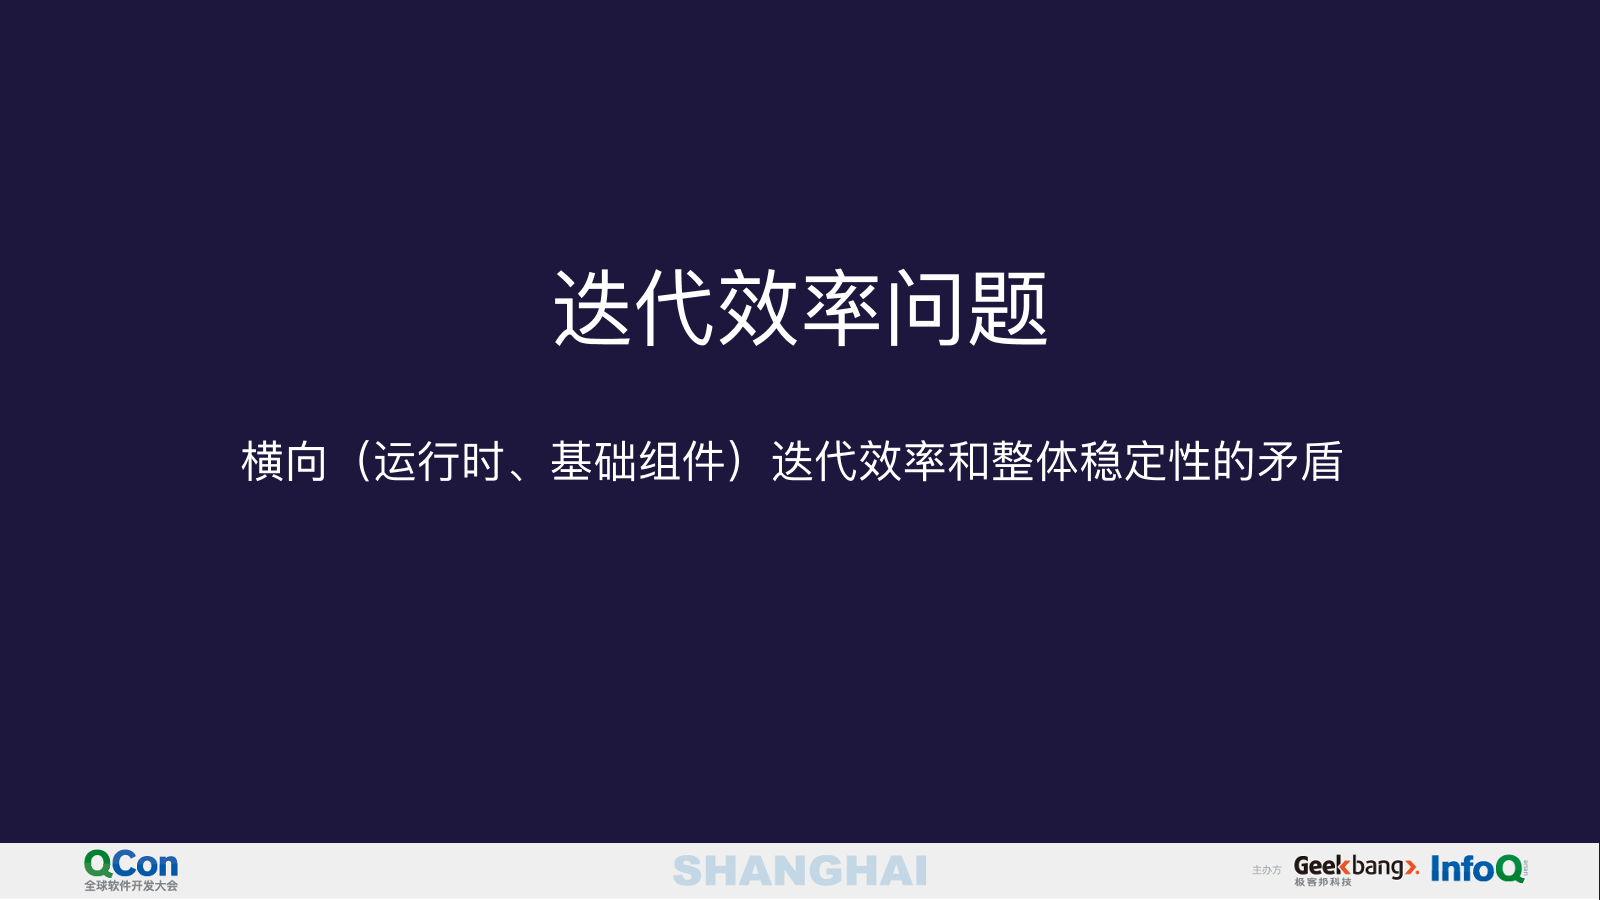 迭代效率问题
横向（运行时、基础组件）迭代效率和整体稳定性的矛盾
QCon
全球软件开发大会
SHANGHAI
主办方
Geekbang>.
极客邦科技
InfoQ